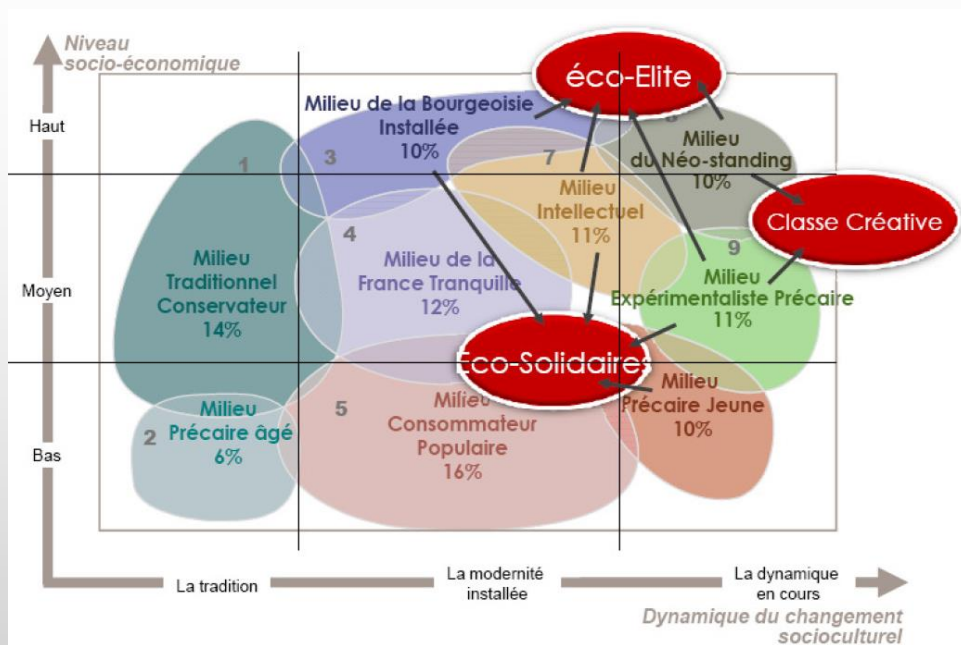 Niveau
socio-économique
éco-Elite
Milieu de la Bourgeoisie
Installée
10%
Haut
1
3
7
Milieu
du Néo-standing
10%
Milieu
Intellectuel
11%
Classe Créative
4
9
Moyen
Milieu
Traditionnel
Conservateur
14%
Milieu de la
France Tranquille
12%
Milieu
Expérimentaliste Précaire
11%
Eco-Solidaires
Milieu
Précaire Jeune
10%
2
Milieu
Précaire âgé
6%
5
Milieu
Consommateur
Populaire
16%
Bas
La tradition
La modernité
installée
La dynamique
en cours
Dynamique du changement
socioculturel